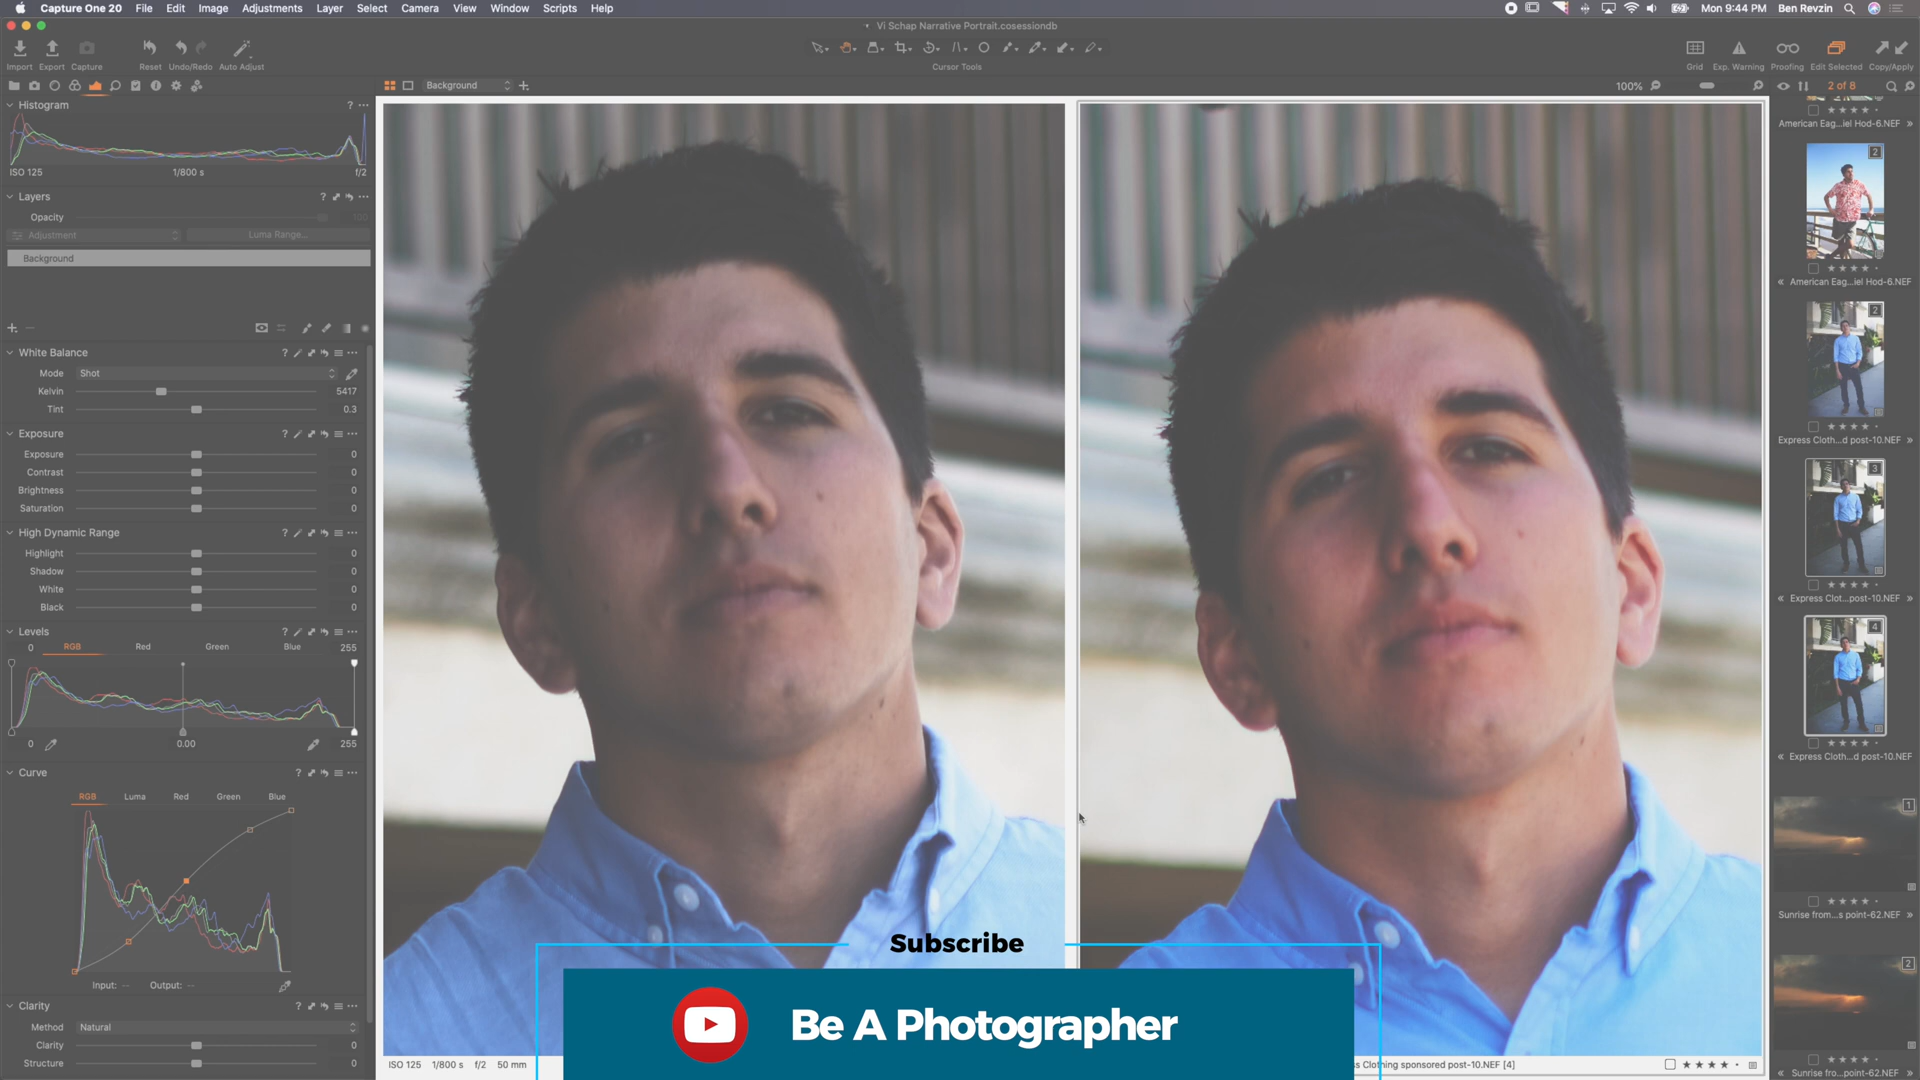 Capture One 20 File Edit Image Adjustments Layer Select Camera View Window Scripts Help
Mon 9:44 PM Ben Revzin
Vi Schap Narrative Portrait.cosessiondb
Import Export Capture Reset Undo/Redo Auto Adjust
Cursor Tools
Grid Exp. Warning Proofing Edit Selected Copy/Apply
Background
100%
2 of 8
Histogram
ISO 125 1/800 s f/2
Layers
Opacity 100
Adjustment Luma Range...
Background
White Balance
Mode Shot
Kelvin 5417
Tint 0.3
Exposure
Exposure 0
Contrast 0
Brightness 0
Saturation 0
High Dynamic Range
Highlight 0
Shadow 0
White 0
Black 0
Levels
0 RGB Red Green Blue 255
0 0.00 255
Curve
RGB Luma Red Green Blue
Input: -- Output: --
Clarity
Method Natural
Clarity 0
Structure 0
ISO 125 1/800 s f/2 50 mm
s Clothing sponsored post-10.NEF [4]
Subscribe
Be A Photographer
American Eag...iel Hod-6.NEF »
2
« American Eag...iel Hod-6.NEF
2
Express Cloth...d post-10.NEF »
3
« Express Clot...post-10.NEF »
4
« Express Cloth...d post-10.NEF
1
Sunrise from...s point-62.NEF »
2
« Sunrise fro...point-62.NEF »